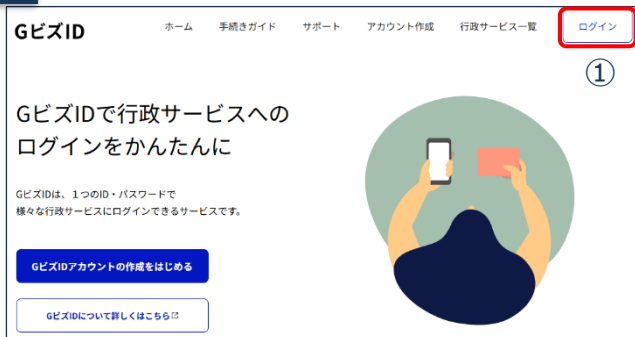 GビズID
ホーム 手続きガイド サポート アカウント作成 行政サービス一覧 ログイン
①
GビズIDで行政サービスへの
ログインをかんたんに
GビズIDは、１つのID・パスワードで
様々な行政サービスにログインできるサービスです。
GビズIDアカウントの作成をはじめる
GビズIDについて詳しくはこちら